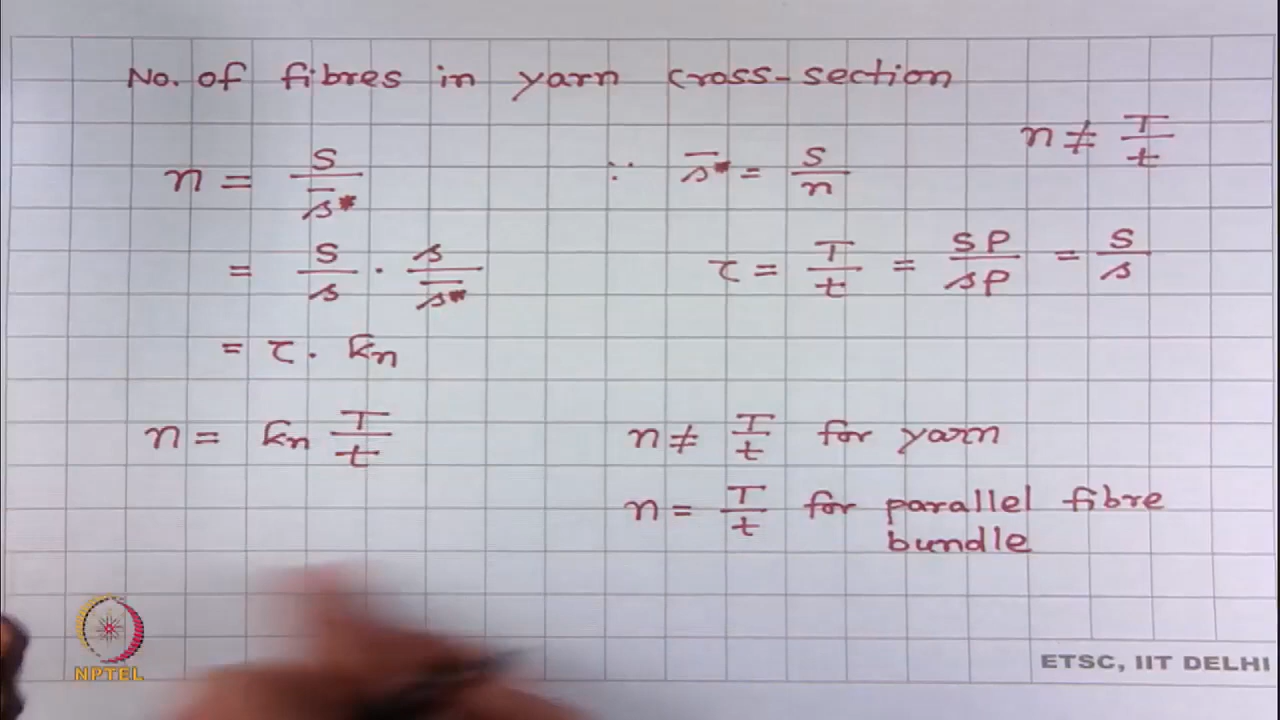 No. of fibres in yarn cross-section
n ≠ T/t
n = S/s̄* ∵ s̄* = S/n
= S/s · s/s̄* τ = T/t = Sρ/sρ = S/s
= τ · kn
n = kn T/t n ≠ T/t for yarn
n = T/t for parallel fibre
bundle
NPTEL
ETSC, IIT DELHI